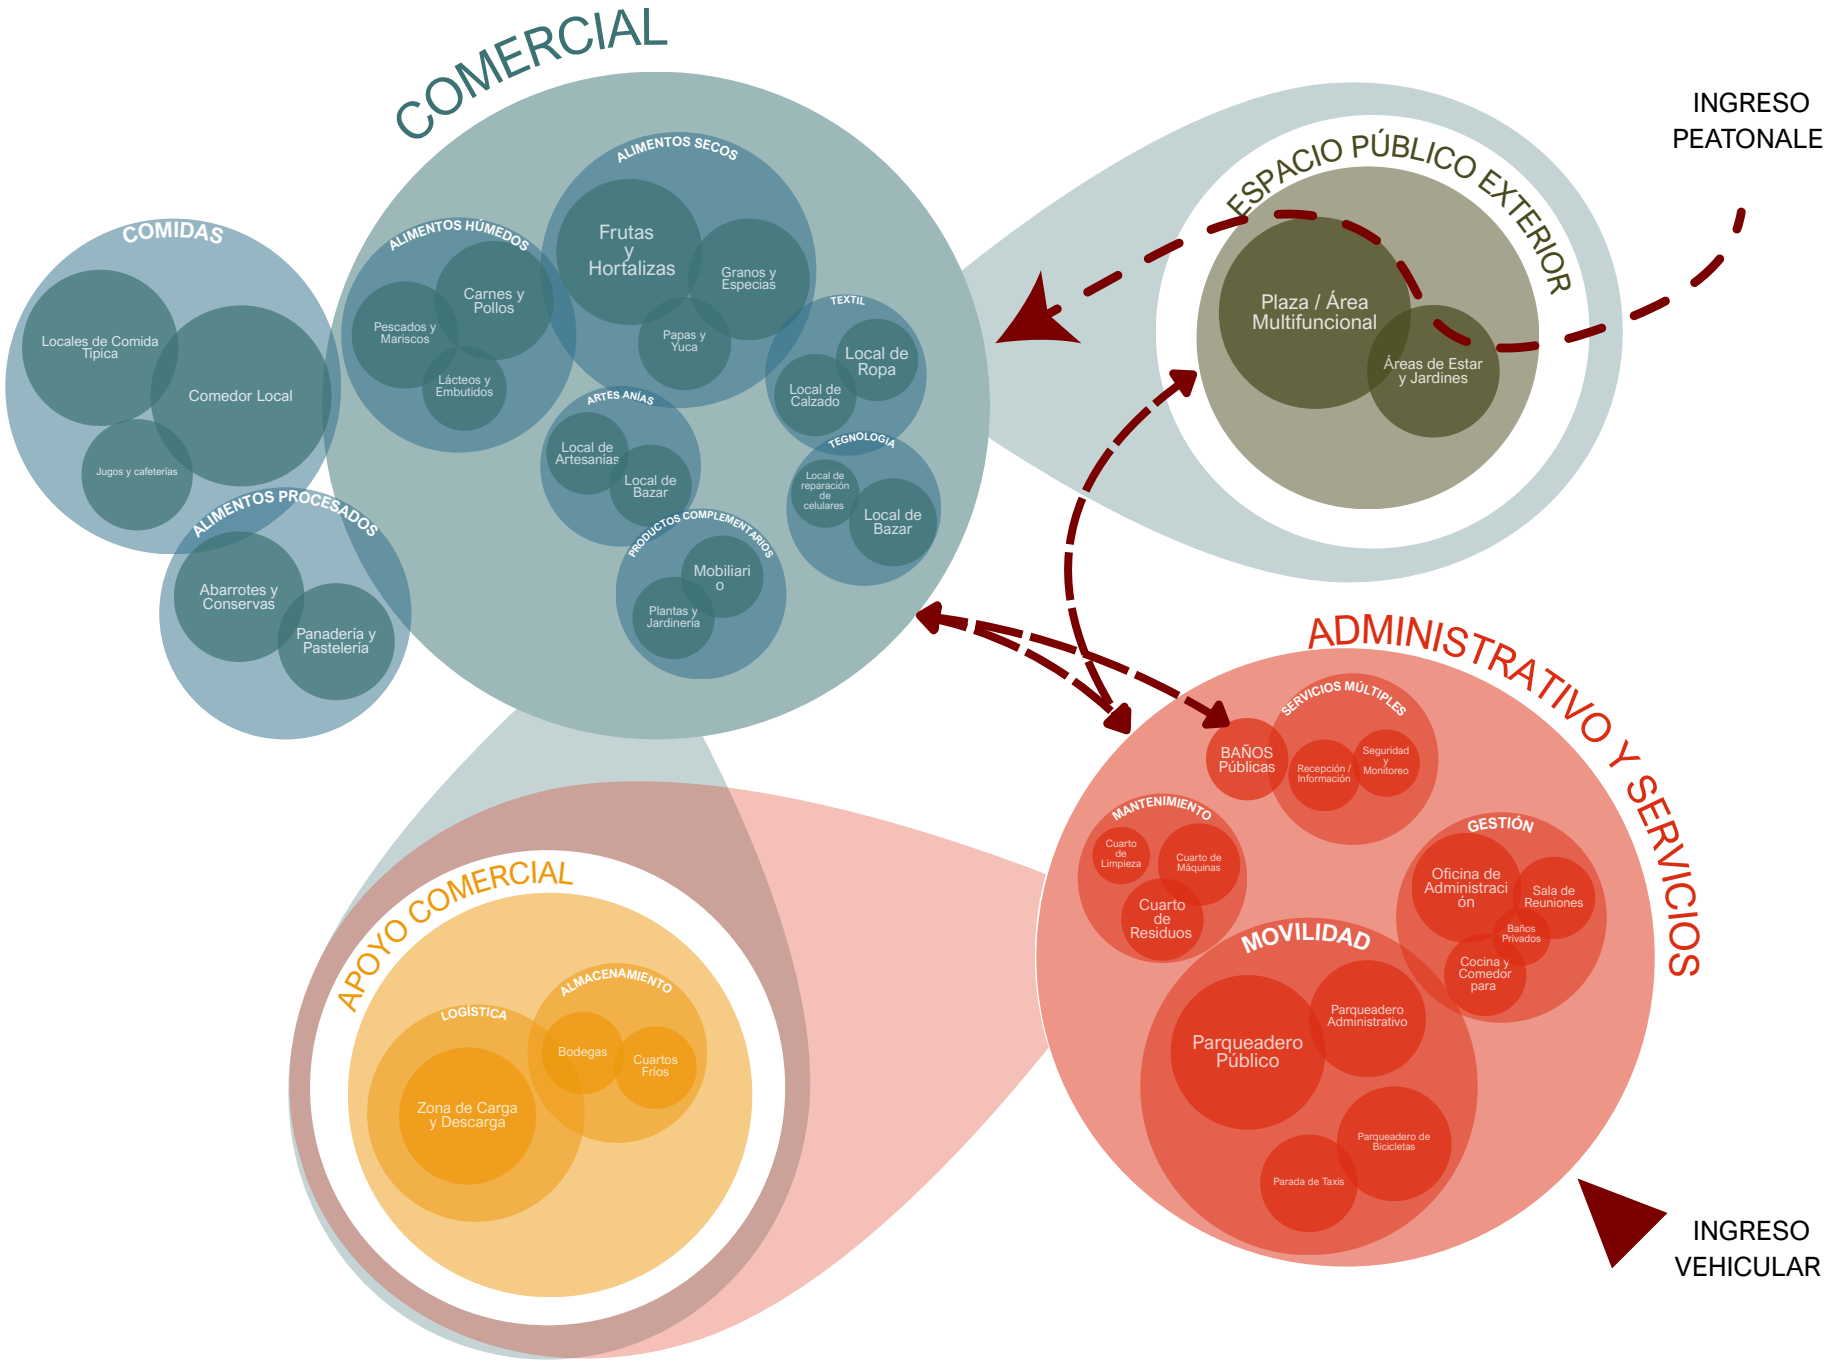 COMERCIAL
ALIMENTOS SECOS
Frutas
y
Hortalizas
Granos y
Especias
Papas y
Yuca
ALIMENTOS HÚMEDOS
Carnes y
Pollos
Pescados y
Mariscos
Lácteos y
Embutidos
COMIDAS
Locales de Comida
Típica
Comedor Local
Jugos y cafeterías
ALIMENTOS PROCESADOS
Abarrotes y
Conservas
Panadería y
Pastelería
TEXTIL
Local de
Ropa
Local de
Calzado
ARTES ANÍAS
Local de
Artesanías
Local de
Bazar
TEGNOLOGIA
Local de
reparación
de
celulares
Local de
Bazar
PRODUCTOS COMPLEMENTARIOS
Mobiliari
o
Plantas y
Jardinería
ESPACIO PÚBLICO EXTERIOR
Plaza / Área
Multifuncional
Áreas de Estar
y Jardines
INGRESO
PEATONALE
ADMINISTRATIVO Y SERVICIOS
SERVICIOS MÚLTIPLES
BAÑOS
Públicas
Recepción /
Información
Seguridad
y
Monitoreo
MANTENIMIENTO
Cuarto
de
Limpieza
Cuarto de
Máquinas
Cuarto
de
Residuos
GESTIÓN
Oficina de
Administraci
ón
Sala de
Reuniones
Baños
Privados
Cocina y
Comedor
para
MOVILIDAD
Parqueadero
Público
Parqueadero
Administrativo
Parqueadero de
Bicicletas
Parada de Taxis
APOYO COMERCIAL
ALMACENAMIENTO
Bodegas
Cuartos
Fríos
LOGÍSTICA
Zona de Carga
y Descarga
INGRESO
VEHICULAR